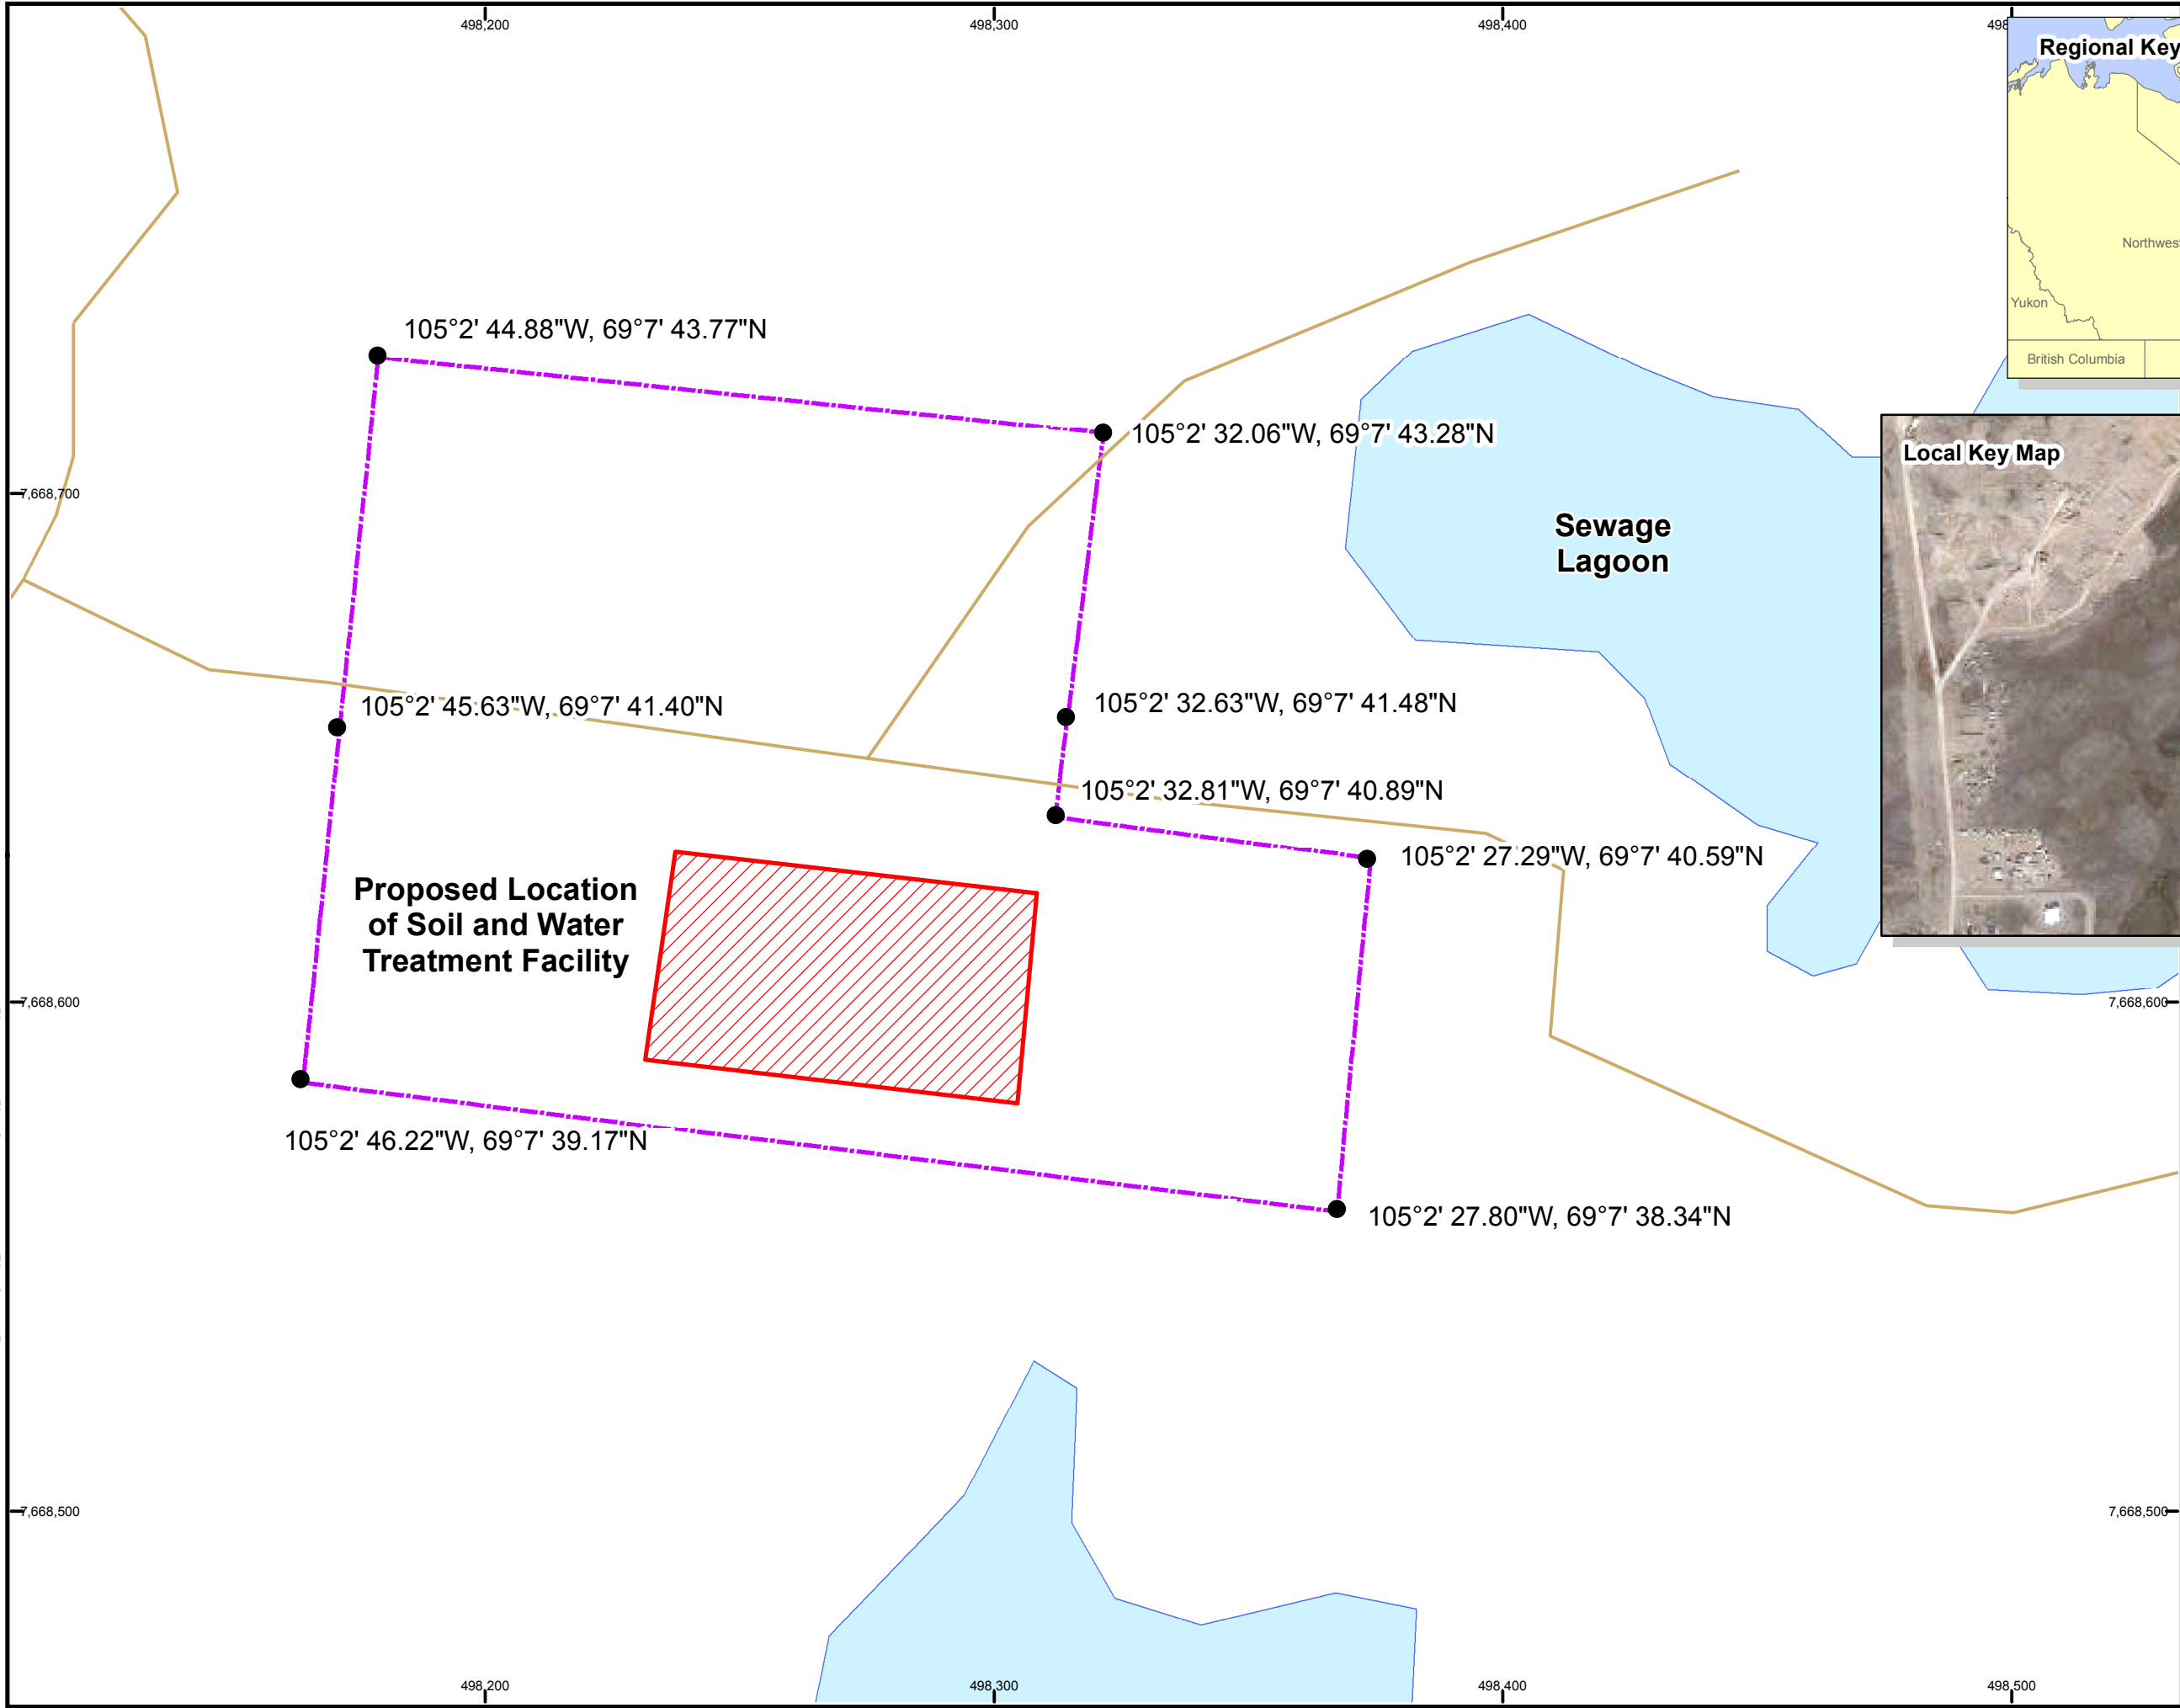 498,200
498,300
498,400
498
Regional Key
Northwes
Yukon
British Columbia
105°2' 44.88"W, 69°7' 43.77"N
105°2' 32.06"W, 69°7' 43.28"N
Local Key Map
7,668,700
Sewage
Lagoon
105°2' 45.63"W, 69°7' 41.40"N
105°2' 32.63"W, 69°7' 41.48"N
105°2' 32.81"W, 69°7' 40.89"N
105°2' 27.29"W, 69°7' 40.59"N
Proposed Location
of Soil and Water
Treatment Facility
7,668,600
7,668,600
105°2' 46.22"W, 69°7' 39.17"N
105°2' 27.80"W, 69°7' 38.34"N
7,668,500
7,668,500
498,200
498,300
498,400
498,500